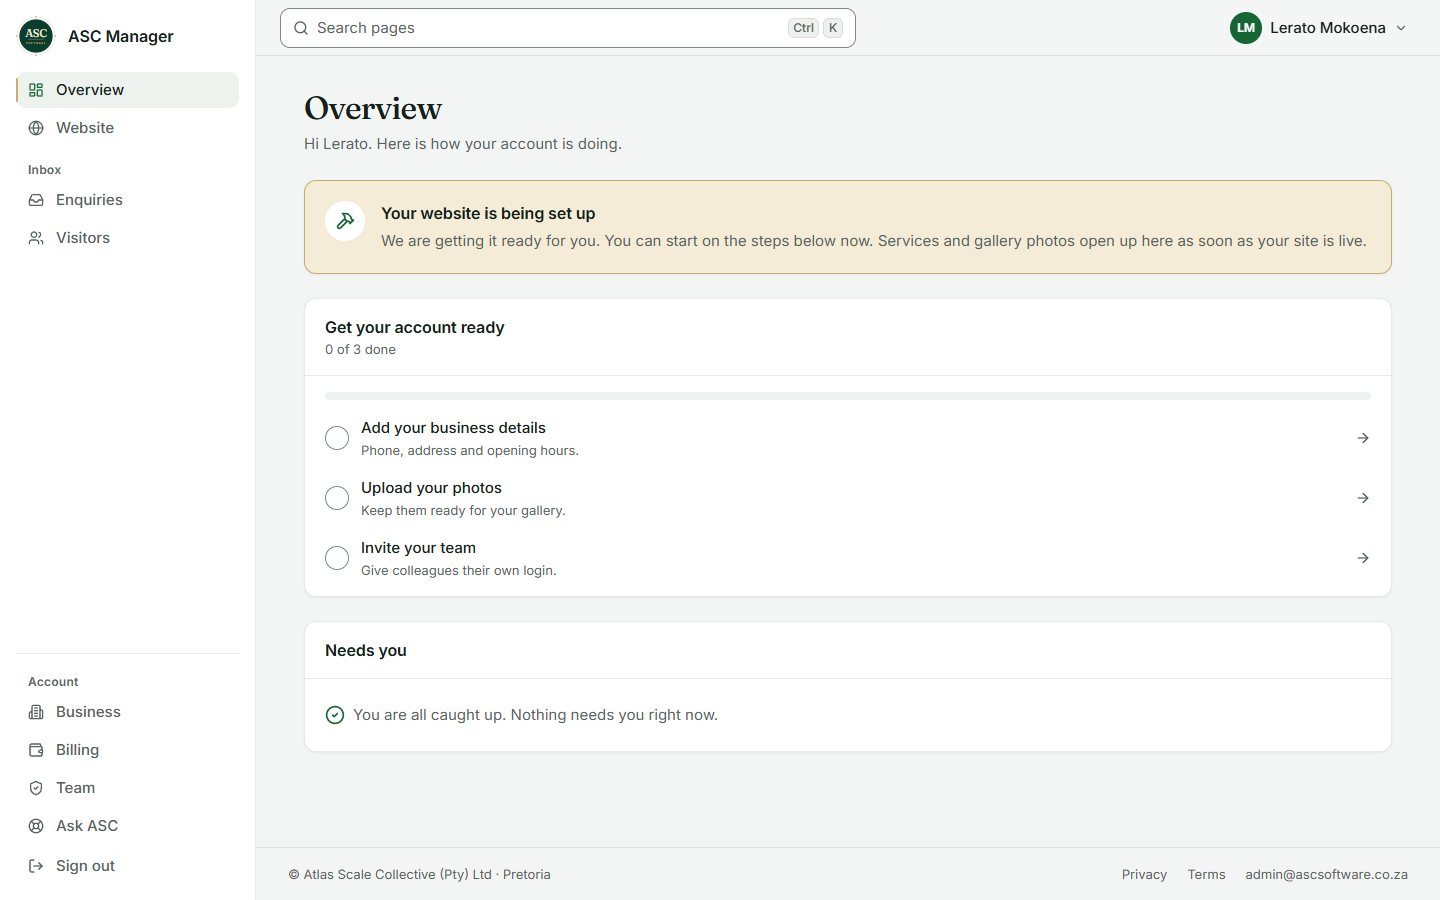 ASC
SOFTWARE
ASC Manager
Search pages
Ctrl K
LM
Lerato Mokoena
Overview
Website
Inbox
Enquiries
Visitors
Account
Business
Billing
Team
Ask ASC
Sign out
Overview
Hi Lerato. Here is how your account is doing.
Your website is being set up
We are getting it ready for you. You can start on the steps below now. Services and gallery photos open up here as soon as your site is live.
Get your account ready
0 of 3 done
Add your business details
Phone, address and opening hours.
Upload your photos
Keep them ready for your gallery.
Invite your team
Give colleagues their own login.
Needs you
You are all caught up. Nothing needs you right now.
© Atlas Scale Collective (Pty) Ltd · Pretoria
Privacy
Terms
admin@ascsoftware.co.za